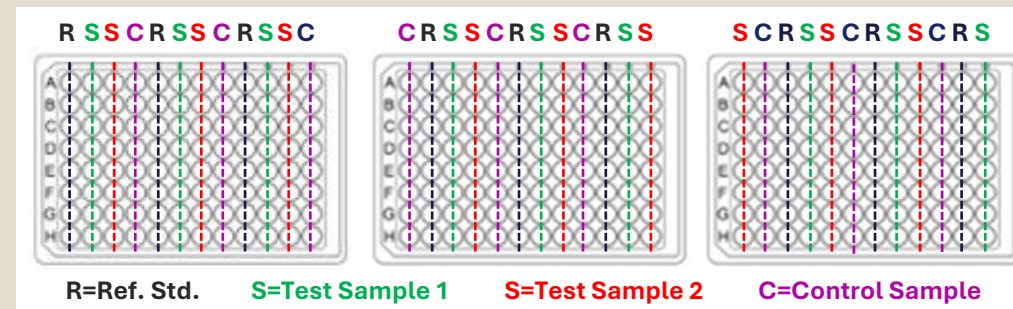 R S S C R S S C R S S C
C R S S C R S S C R S S
S C R S S C R S S C R S
A
B
C
D
E
F
G
H
A
B
C
D
E
F
G
H
A
B
C
D
E
F
G
H
R=Ref. Std.
S=Test Sample 1
S=Test Sample 2
C=Control Sample